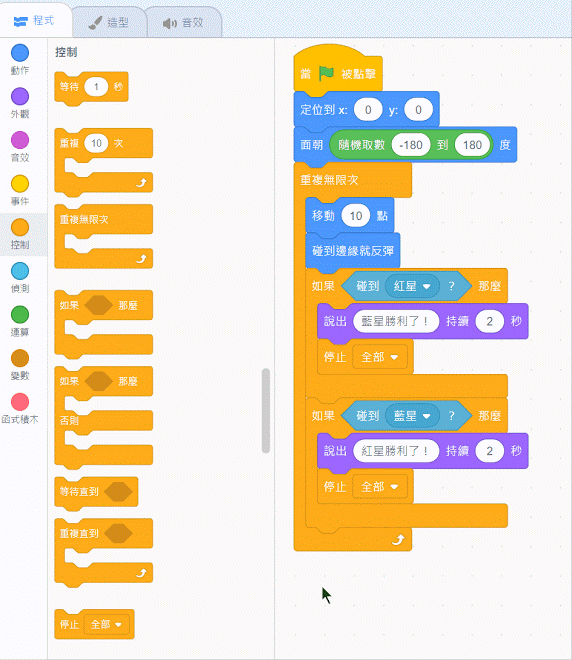 程式
造型
音效
動作
外觀
音效
事件
控制
偵測
運算
變數
函式積木
控制
等待 1 秒
重複 10 次
重複無限次
如果 那麼
如果 那麼
否則
等待直到
重複直到
停止 全部
當 被點擊
定位到 x: 0 y: 0
面朝 隨機取數 -180 到 180 度
重複無限次
移動 10 點
碰到邊緣就反彈
如果 碰到 紅星 ? 那麼
說出 藍星勝利了! 持續 2 秒
停止 全部
如果 碰到 藍星 ? 那麼
說出 紅星勝利了! 持續 2 秒
停止 全部